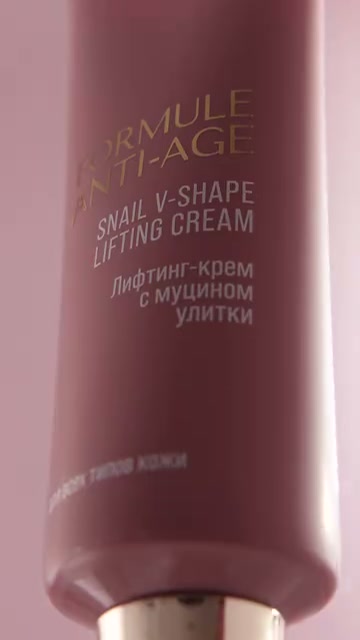 FORMULE
ANTI-AGE
SNAIL V-SHAPE
LIFTING CREAM
Лифтинг-крем
с муцином
улитки
для всех типов кожи